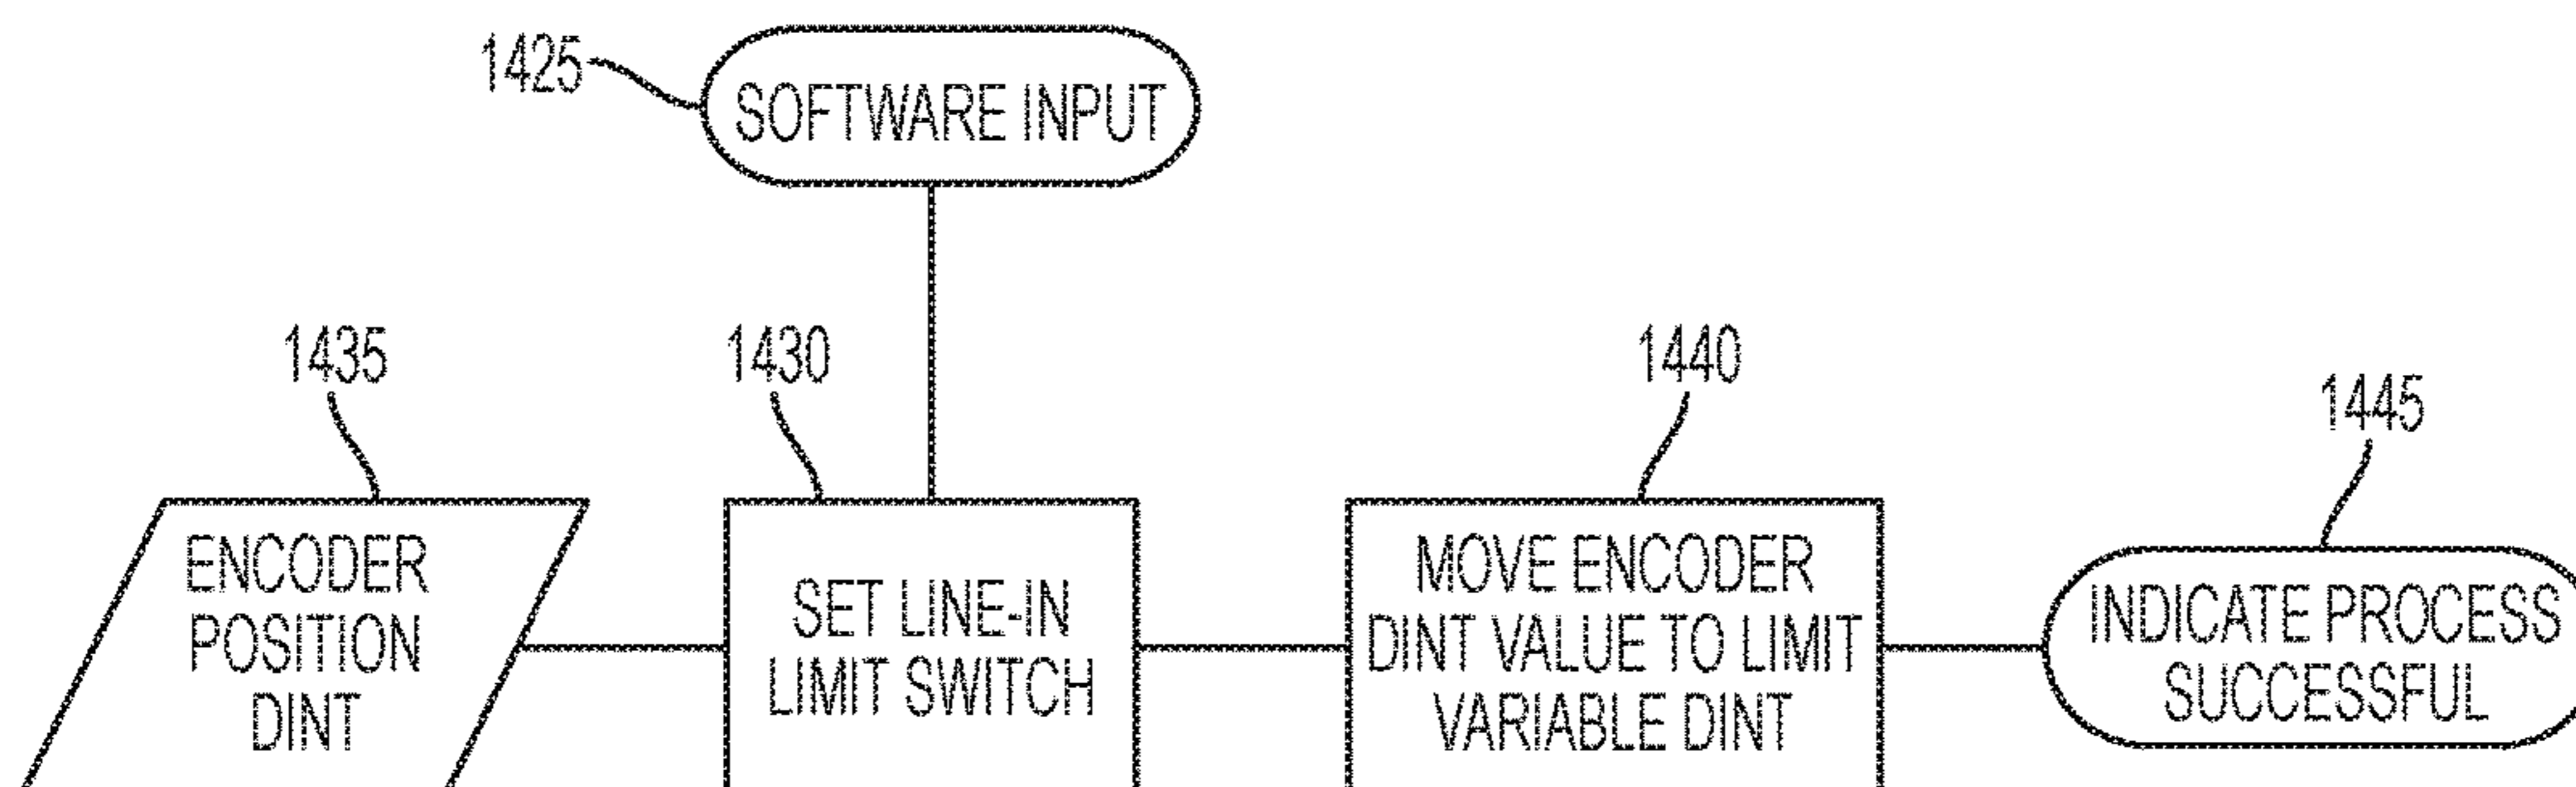 1425
SOFTWARE INPUT
1435
1430
1440
1445
ENCODER
POSITION
DINT
SET LINE-IN
LIMIT SWITCH
MOVE ENCODER
DINT VALUE TO LIMIT
VARIABLE DINT
INDICATE PROCESS
SUCCESSFUL